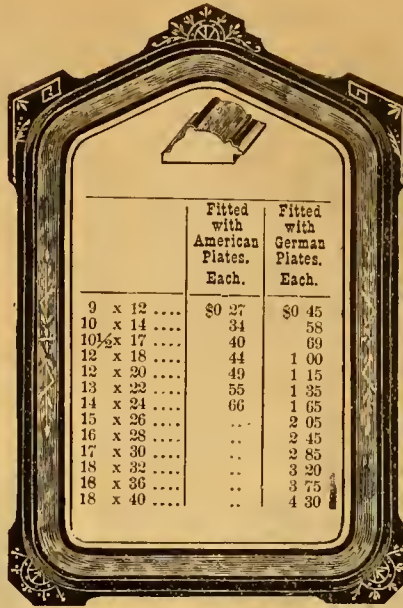 Fitted Fitted
with with
American German
Plates. Plates.
Each. Each.
9 x 12 .... $0 27 $0 45
10 x 14 .... 34 58
10½x 17 .... 40 69
12 x 18 .... 44 1 00
12 x 20 .... 49 1 15
13 x 22 .... 55 1 35
14 x 24 .... 66 1 65
15 x 26 .... .. 2 05
16 x 28 .... .. 2 45
17 x 30 .... .. 2 85
18 x 32 .... .. 3 20
18 x 36 .... .. 3 75
18 x 40 .... .. 4 30